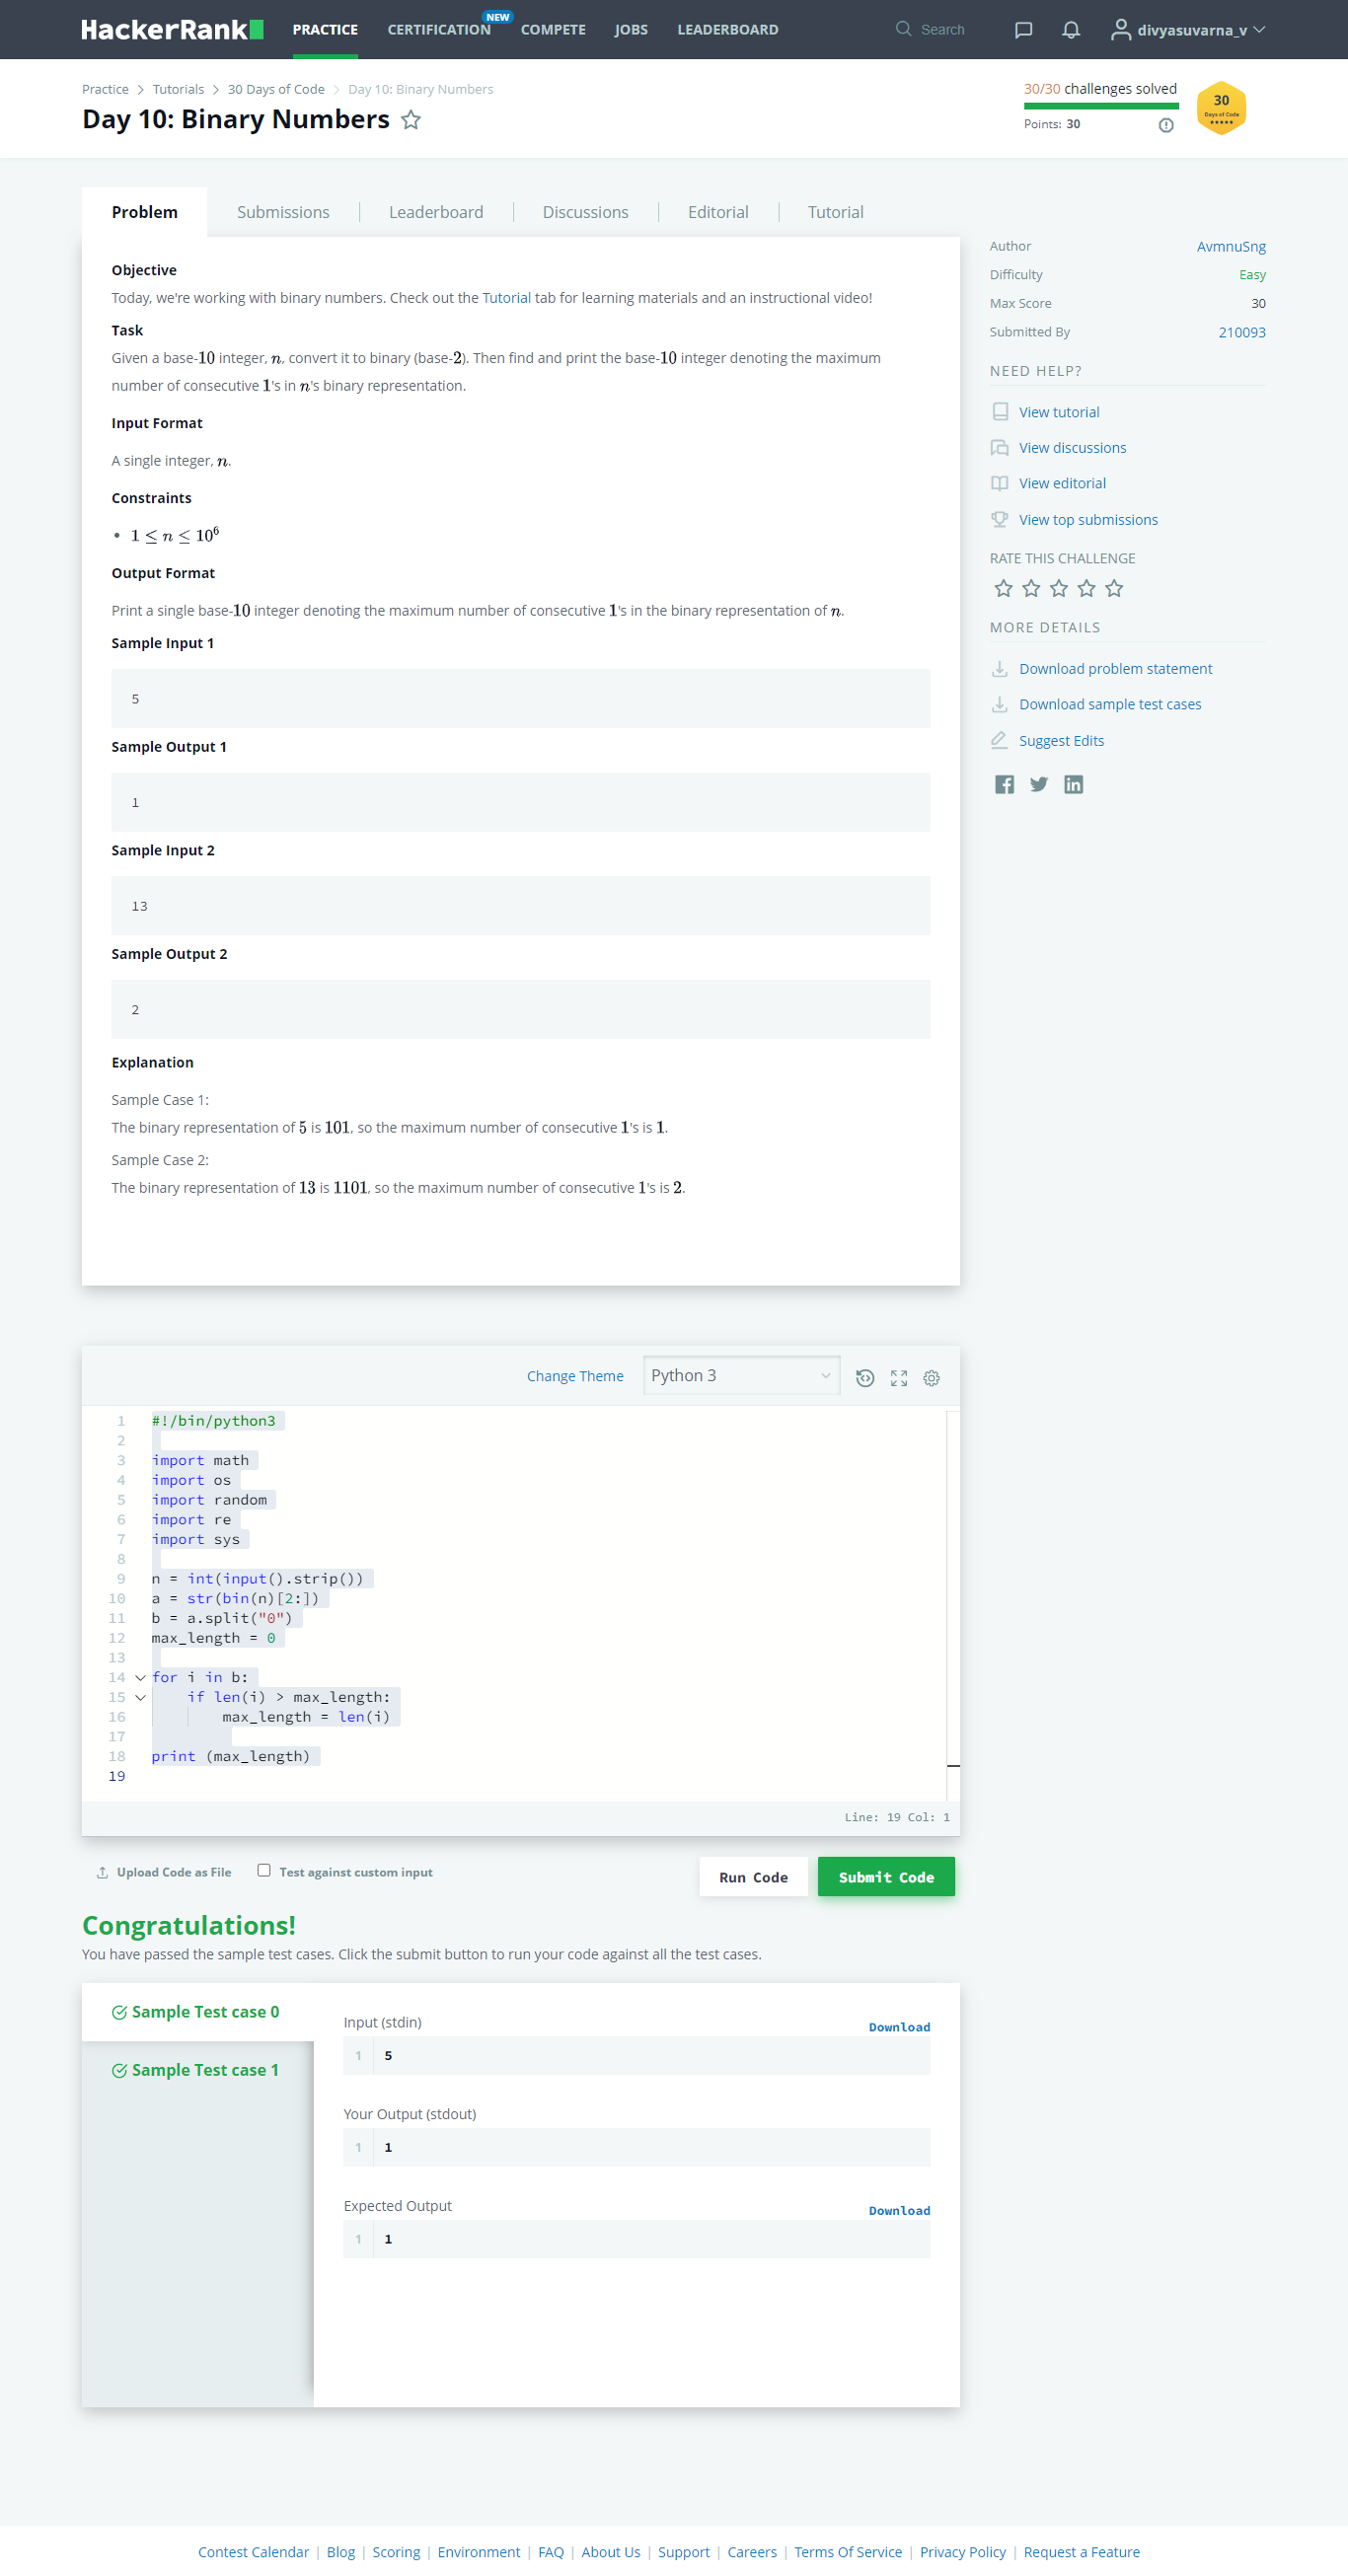 HackerRank
PRACTICE
CERTIFICATION
NEW
COMPETE
JOBS
LEADERBOARD
Search
divyasuvarna_v
Practice > Tutorials > 30 Days of Code > Day 10: Binary Numbers
Day 10: Binary Numbers
30/30 challenges solved
Points: 30
30
Days of Code
Problem
Submissions
Leaderboard
Discussions
Editorial
Tutorial
Objective
Today, we're working with binary numbers. Check out the Tutorial tab for learning materials and an instructional video!
Task
Given a base-10 integer, n, convert it to binary (base-2). Then find and print the base-10 integer denoting the maximum
number of consecutive 1's in n's binary representation.
Input Format
A single integer, n.
Constraints
• 1 ≤ n ≤ 10⁶
Output Format
Print a single base-10 integer denoting the maximum number of consecutive 1's in the binary representation of n.
Sample Input 1
5
Sample Output 1
1
Sample Input 2
13
Sample Output 2
2
Explanation
Sample Case 1:
The binary representation of 5 is 101, so the maximum number of consecutive 1's is 1.
Sample Case 2:
The binary representation of 13 is 1101, so the maximum number of consecutive 1's is 2.
Author AvmnuSng
Difficulty Easy
Max Score 30
Submitted By 210093
NEED HELP?
View tutorial
View discussions
View editorial
View top submissions
RATE THIS CHALLENGE
MORE DETAILS
Download problem statement
Download sample test cases
Suggest Edits
Change Theme
Python 3
1 #!/bin/python3
2
3 import math
4 import os
5 import random
6 import re
7 import sys
8
9 n = int(input().strip())
10 a = str(bin(n)[2:])
11 b = a.split("0")
12 max_length = 0
13
14 for i in b:
15     if len(i) > max_length:
16         max_length = len(i)
17
18 print (max_length)
19
Line: 19 Col: 1
Upload Code as File
Test against custom input
Run Code
Submit Code
Congratulations!
You have passed the sample test cases. Click the submit button to run your code against all the test cases.
Sample Test case 0
Sample Test case 1
Input (stdin)
Download
1 5
Your Output (stdout)
1 1
Expected Output
Download
1 1
Contest Calendar | Blog | Scoring | Environment | FAQ | About Us | Support | Careers | Terms Of Service | Privacy Policy | Request a Feature